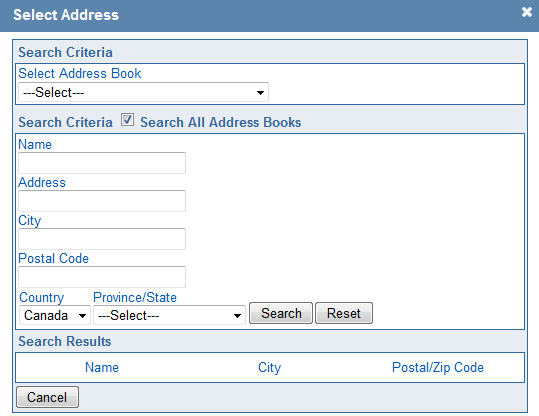 Select Address
Search Criteria
Select Address Book
---Select---
Search Criteria Search All Address Books
Name
Address
City
Postal Code
Country Province/State
Canada ---Select--- Search Reset
Search Results
Name City Postal/Zip Code
Cancel